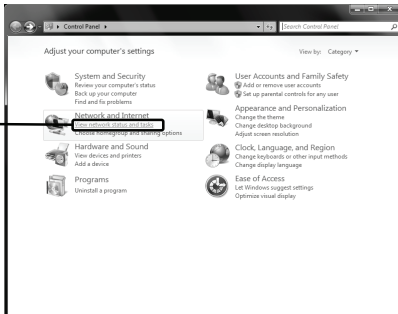 Control Panel
Search Control Panel
Adjust your computer's settings
View by: Category
System and Security
Review your computer's status
Back up your computer
Find and fix problems
Network and Internet
View network status and tasks
Choose homegroup and sharing options
Hardware and Sound
View devices and printers
Add a device
Programs
Uninstall a program
User Accounts and Family Safety
Add or remove user accounts
Set up parental controls for any user
Appearance and Personalization
Change the theme
Change desktop background
Adjust screen resolution
Clock, Language, and Region
Change keyboards or other input methods
Change display language
Ease of Access
Let Windows suggest settings
Optimize visual display